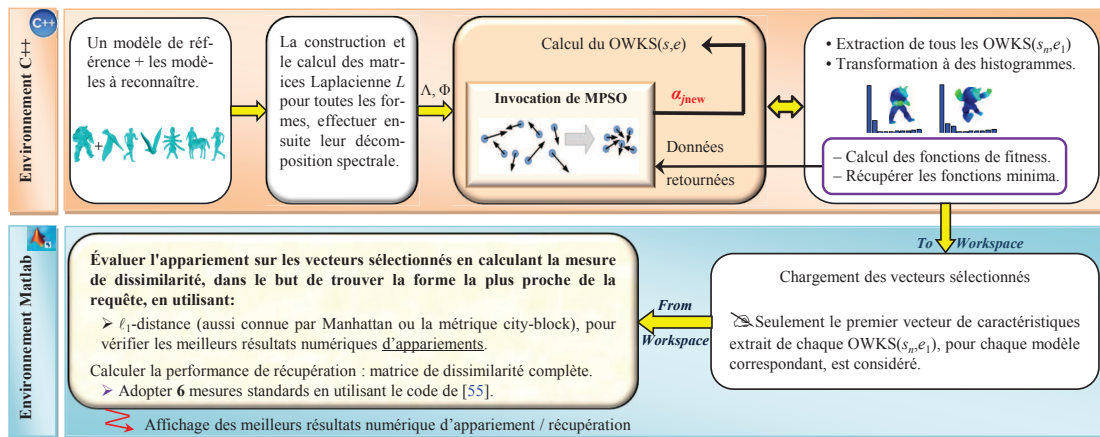 Environnement C++
C++
Un modèle de réf-
érence + les modè-
les à reconnaître.
+
La construction et
le calcul des mat-
rices Laplacienne L
pour toutes les for-
mes, effectuer en-
suite leur décomp-
osition spectrale.
Λ, Φ
Calcul du OWKS(s,e)
Invocation de MPSO
αjnew
Données
retournées
• Extraction de tous les OWKS(sn,e1)
• Transformation à des histogrammes.
– Calcul des fonctions de fitness.
– Récupérer les fonctions minima.
To Workspace
Environnement Matlab
Chargement des vecteurs sélectionnés
Seulement le premier vecteur de caractéristiques
extrait de chaque OWKS(sn,e1), pour chaque modèle
correspondant, est considéré.
From
Workspace
Évaluer l'appariement sur les vecteurs sélectionnés en calculant la mesure
de dissimilarité, dans le but de trouver la forme la plus proche de la
requête, en utilisant:
➢ ℓ1-distance (aussi connue par Manhattan ou la métrique city-block), pour
vérifier les meilleurs résultats numériques d'appariements.
Calculer la performance de récupération : matrice de dissimilarité complète.
➢ Adopter 6 mesures standards en utilisant le code de [55].
Affichage des meilleurs résultats numérique d'appariement / récupération